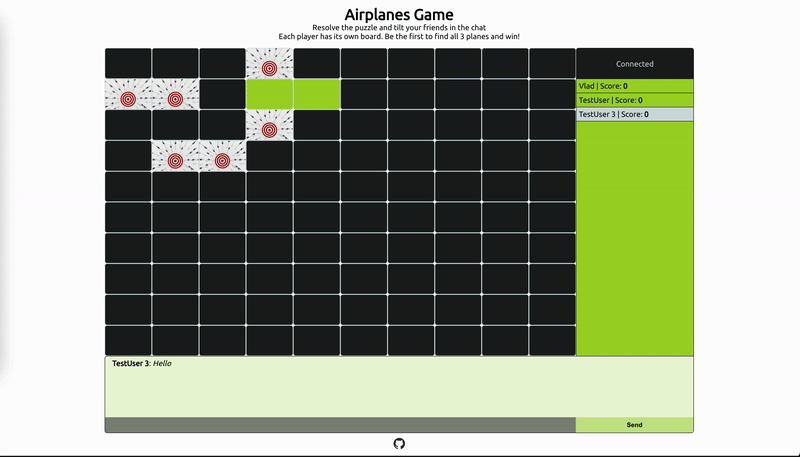 Airplanes Game
Resolve the puzzle and tilt your friends in the chat
Each player has its own board. Be the first to find all 3 planes and win!
Connected
Vlad | Score: 0
TestUser | Score: 0
TestUser 3 | Score: 0
TestUser 3: Hello
Send